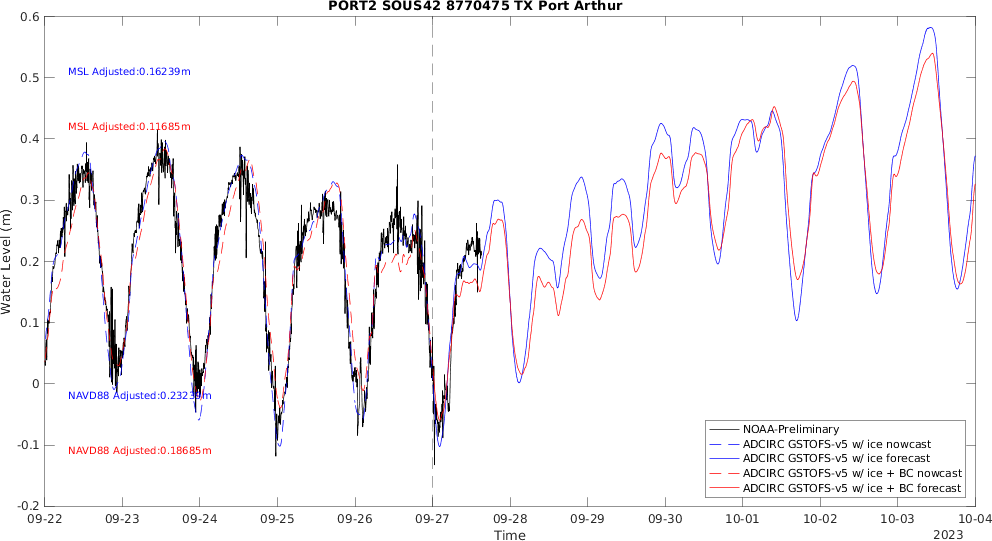 PORT2 SOUS42 8770475 TX Port Arthur
0.6
0.5
0.4
0.3
0.2
0.1
0
-0.1
-0.2
Water Level (m)
MSL Adjusted:0.16239m
MSL Adjusted:0.11685m
NAVD88 Adjusted:0.23239m
NAVD88 Adjusted:0.18685m
NOAA-Preliminary
ADCIRC GSTOFS-v5 w/ ice nowcast
ADCIRC GSTOFS-v5 w/ ice forecast
ADCIRC GSTOFS-v5 w/ ice + BC nowcast
ADCIRC GSTOFS-v5 w/ ice + BC forecast
09-22 09-23 09-24 09-25 09-26 09-27 09-28 09-29 09-30 10-01 10-02 10-03 10-04
Time
2023